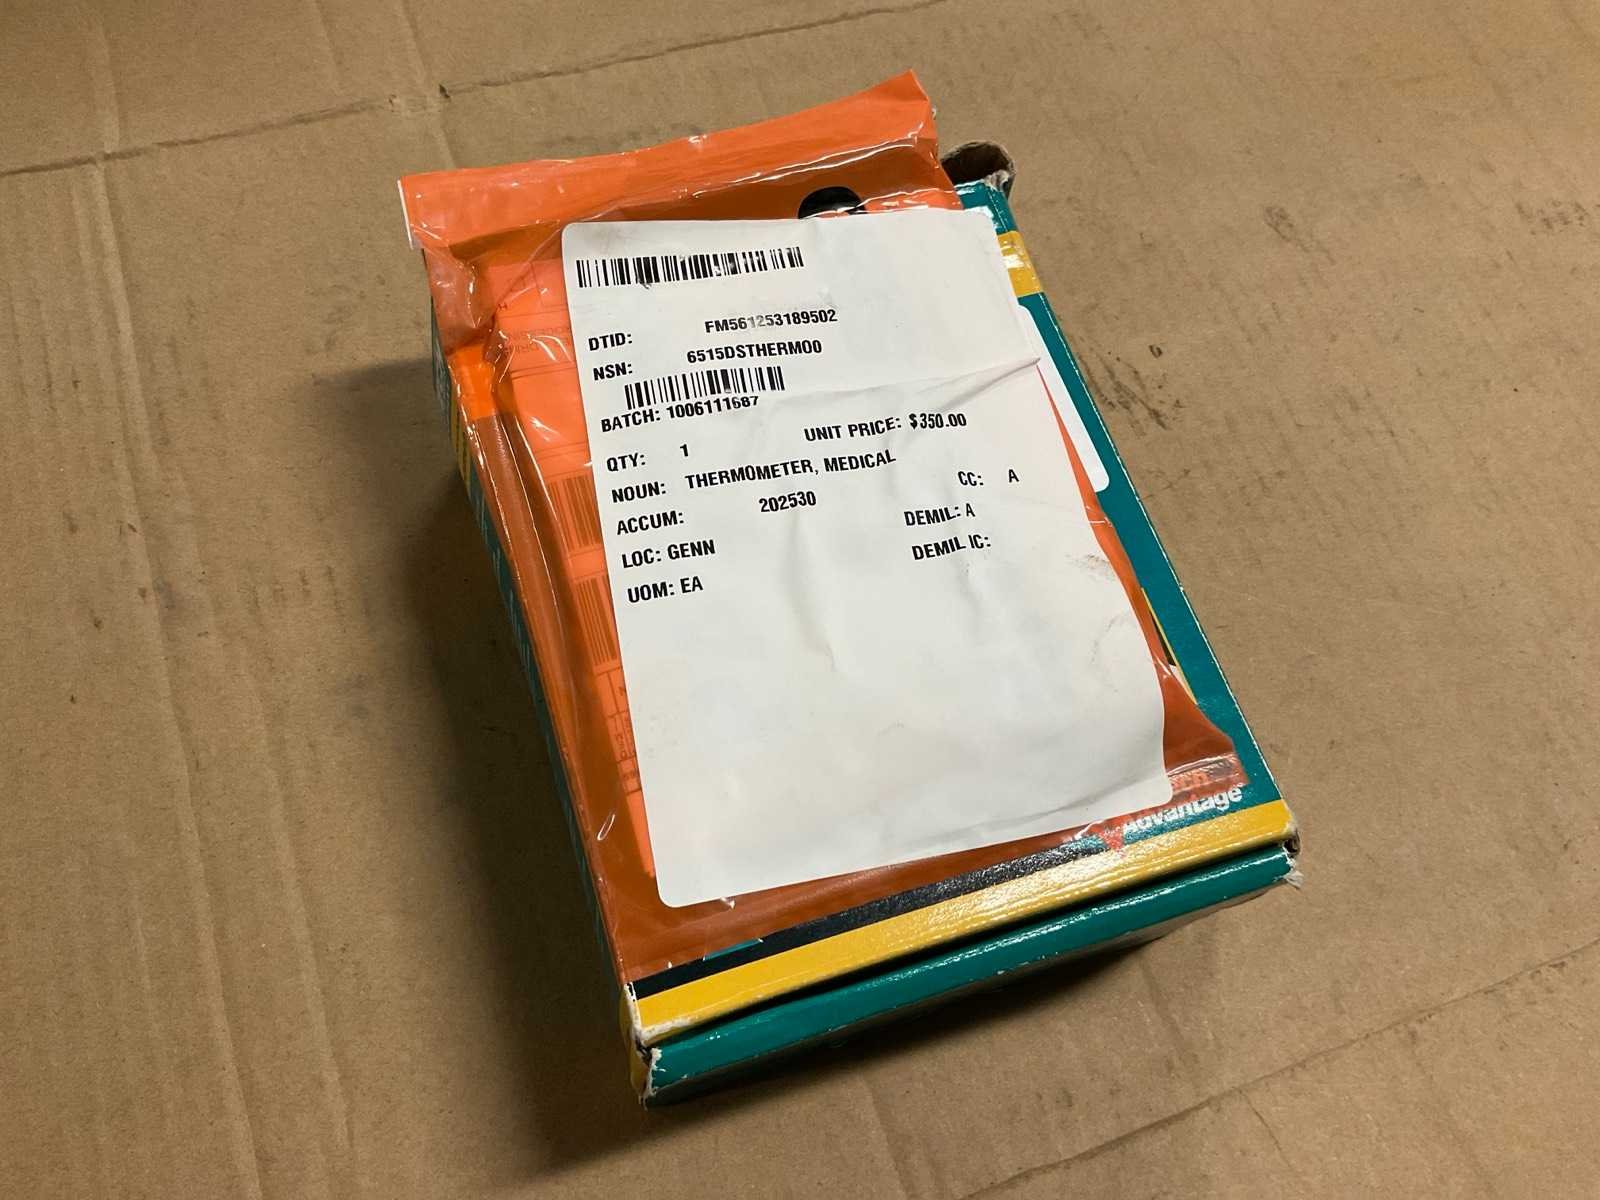 DTID: FM561253189502
NSN: 6515DSTHERM00
BATCH: 1006111687
QTY: 1 UNIT PRICE: $350.00
NOUN: THERMOMETER, MEDICAL
ACCUM: 202530 CC: A
LOC: GENN DEMIL: A
UOM: EA DEMIL IC:
Advantage